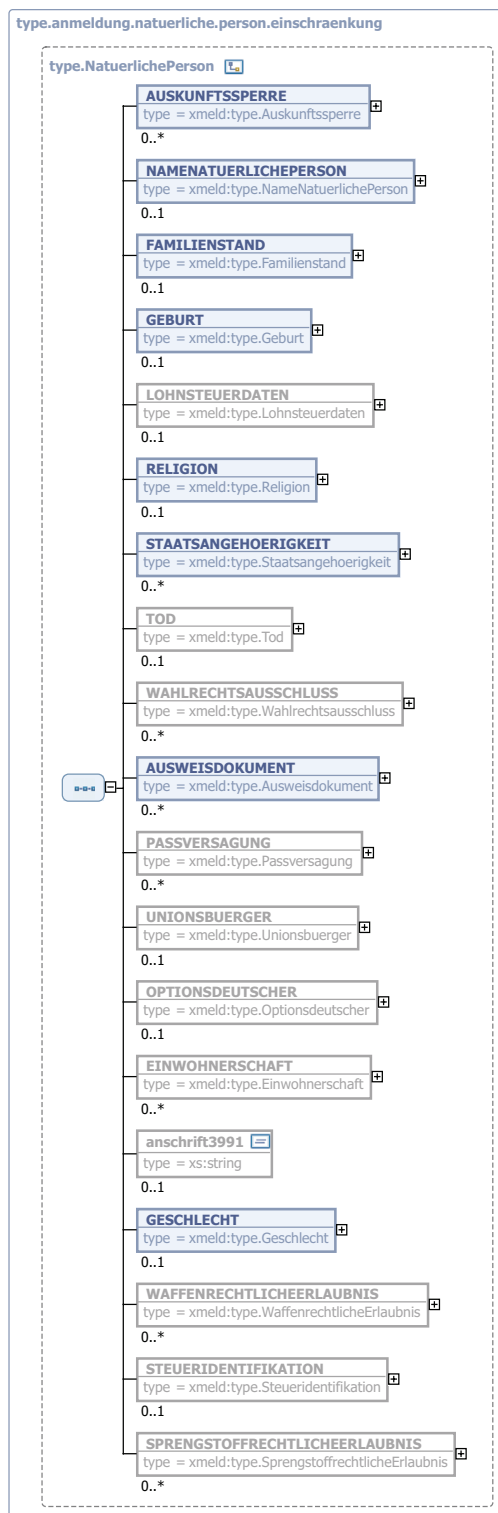 type.anmeldung.natuerliche.person.einschraenkung
type.NatuerlichePerson
AUSKUNFTSSPERRE
type = xmeld:type.Auskunftssperre
0..*
NAMENATUERLICHEPERSON
type = xmeld:type.NameNatuerlichePerson
0..1
FAMILIENSTAND
type = xmeld:type.Familienstand
0..1
GEBURT
type = xmeld:type.Geburt
0..1
LOHNSTEUERDATEN
type = xmeld:type.Lohnsteuerdaten
0..1
RELIGION
type = xmeld:type.Religion
0..1
STAATSANGEHOERIGKEIT
type = xmeld:type.Staatsangehoerigkeit
0..*
TOD
type = xmeld:type.Tod
0..1
WAHLRECHTSAUSSCHLUSS
type = xmeld:type.Wahlrechtsausschluss
0..*
AUSWEISDOKUMENT
type = xmeld:type.Ausweisdokument
0..*
PASSVERSAGUNG
type = xmeld:type.Passversagung
0..*
UNIONSBUERGER
type = xmeld:type.Unionsbuerger
0..1
OPTIONSDEUTSCHER
type = xmeld:type.Optionsdeutscher
0..1
EINWOHNERSCHAFT
type = xmeld:type.Einwohnerschaft
0..*
anschrift3991
type = xs:string
0..1
GESCHLECHT
type = xmeld:type.Geschlecht
0..1
WAFFENRECHTLICHEERLAUBNIS
type = xmeld:type.WaffenrechtlicheErlaubnis
0..*
STEUERIDENTIFIKATION
type = xmeld:type.Steueridentifikation
0..1
SPRENGSTOFFRECHTLICHEERLAUBNIS
type = xmeld:type.SprengstoffrechtlicheErlaubnis
0..*